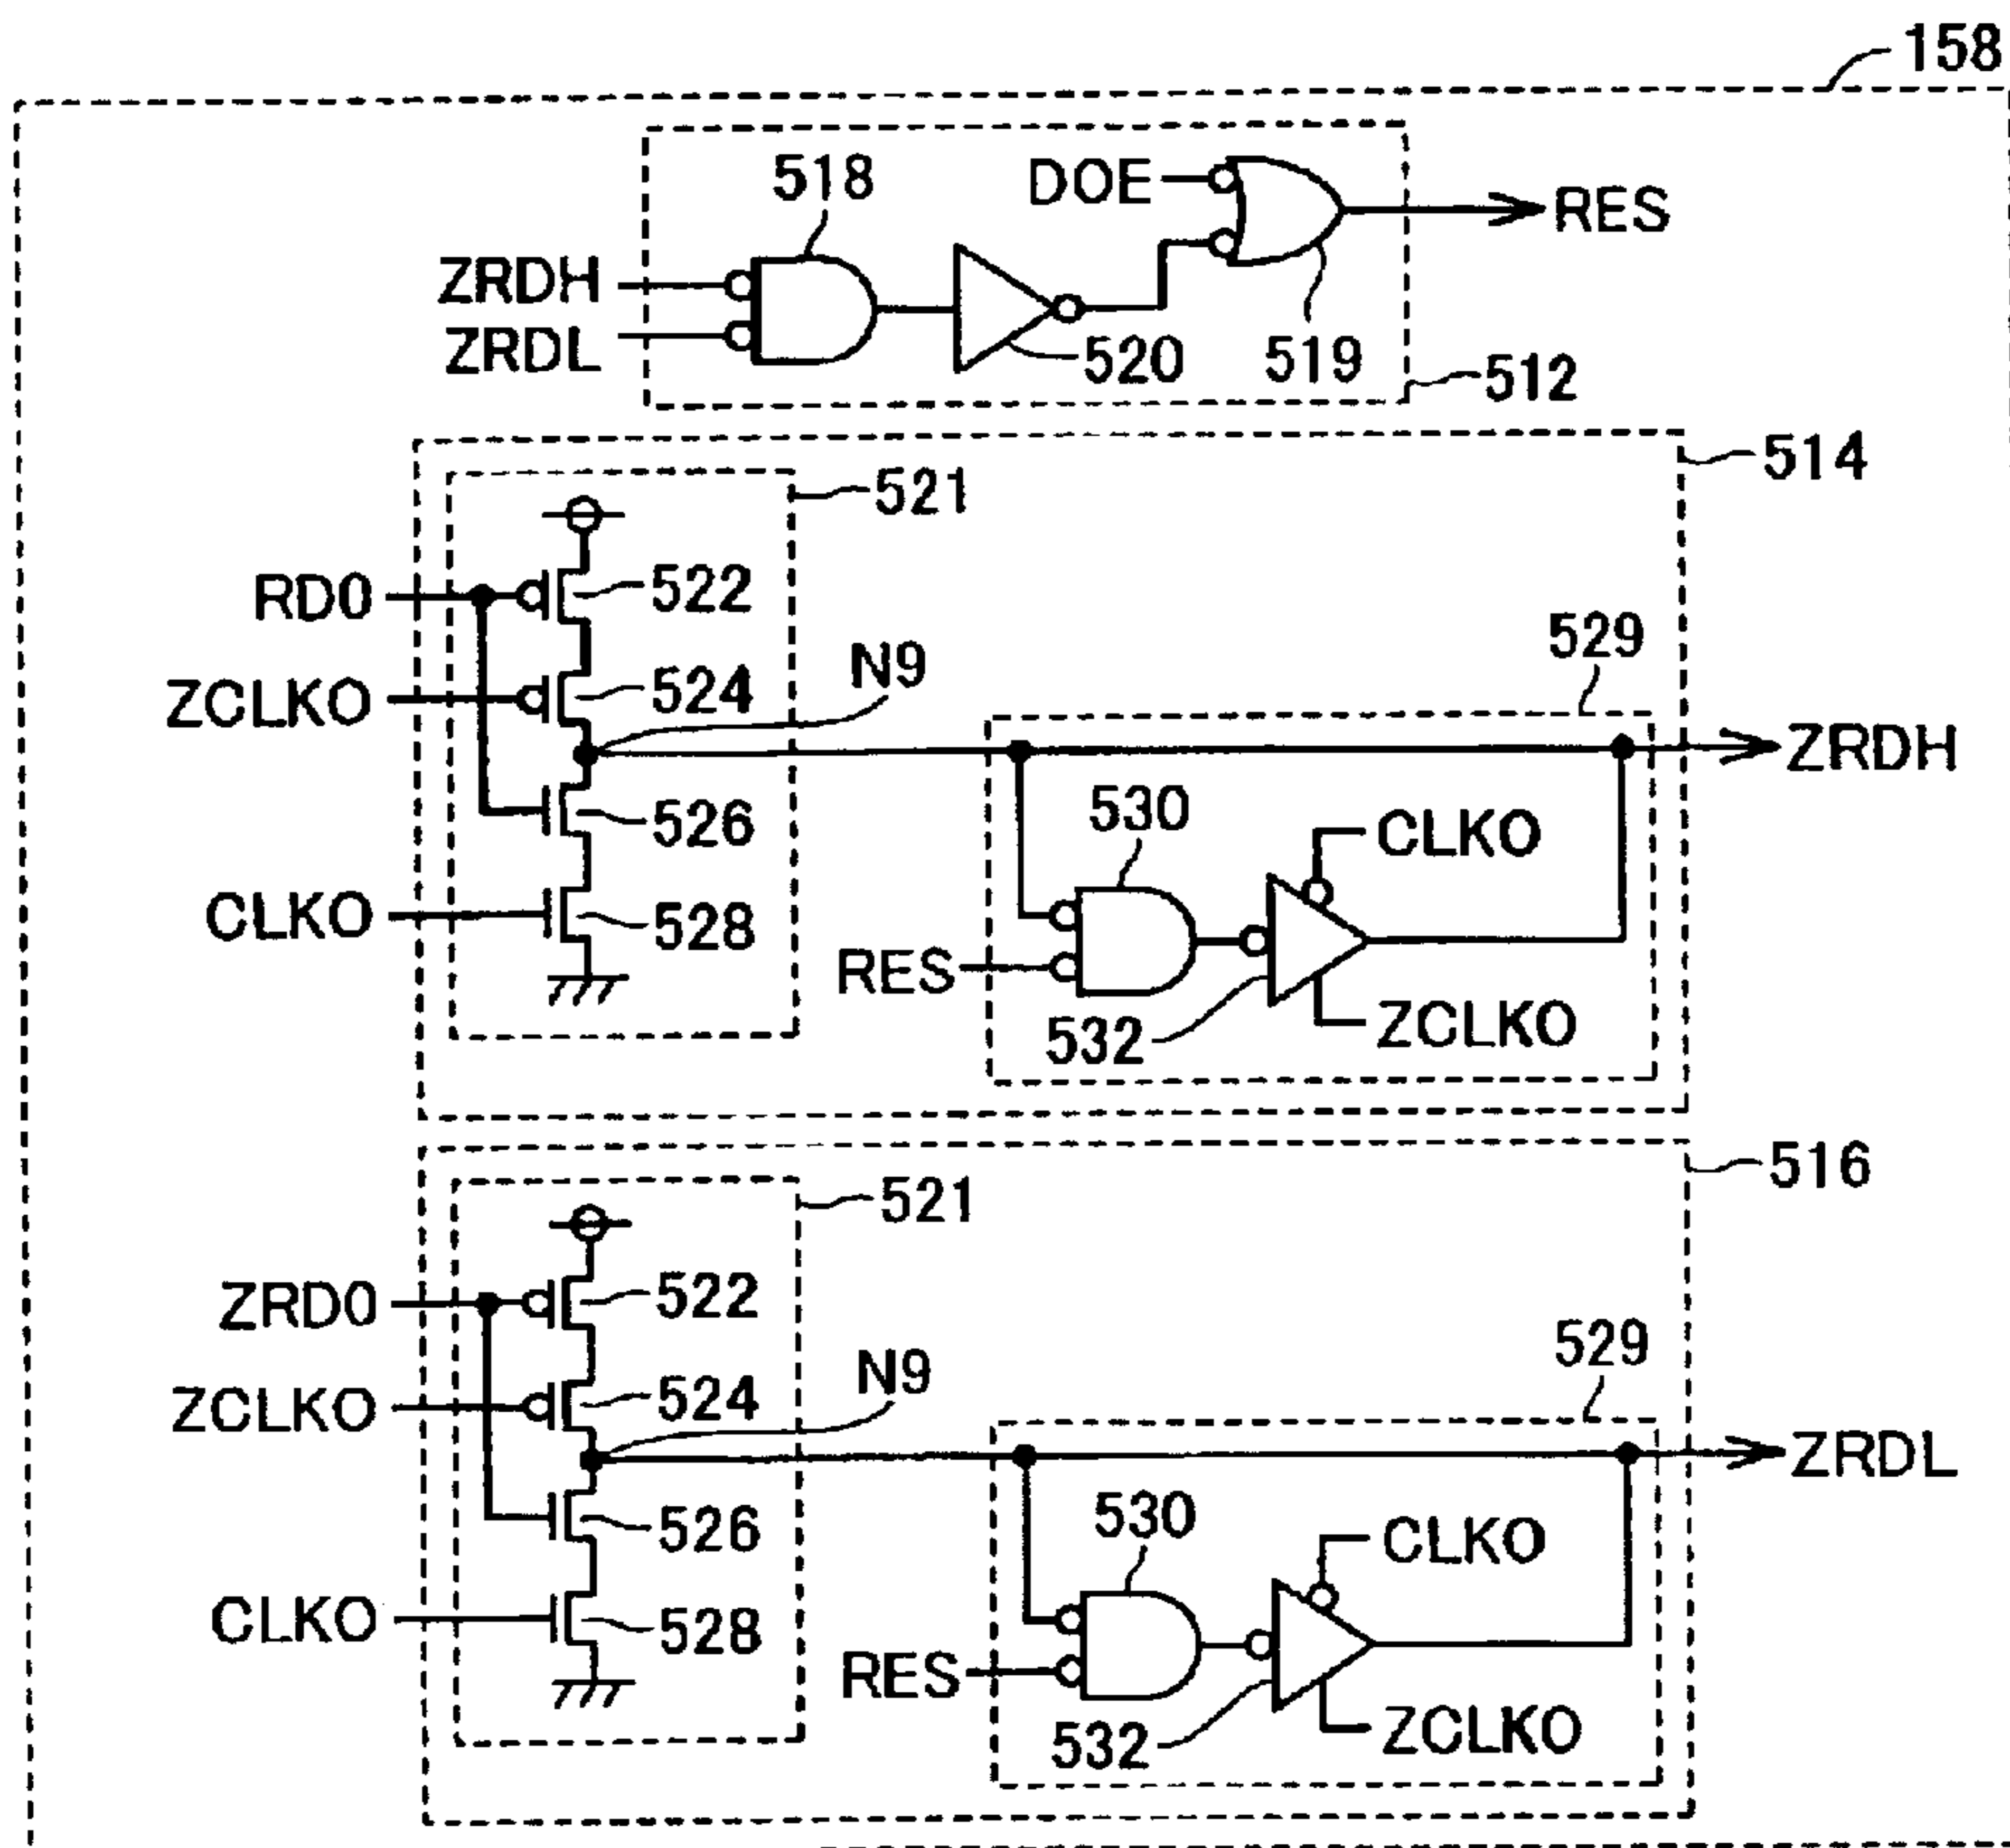 158
518
DOE
RES
ZRDH
ZRDL
520
519
512
514
521
RD0
522
ZCLKO
524
N9
529
ZRDH
526
530
CLKO
CLKO
528
RES
532
ZCLKO
516
521
ZRD0
522
ZCLKO
524
N9
529
ZRDL
526
530
CLKO
CLKO
528
RES
532
ZCLKO